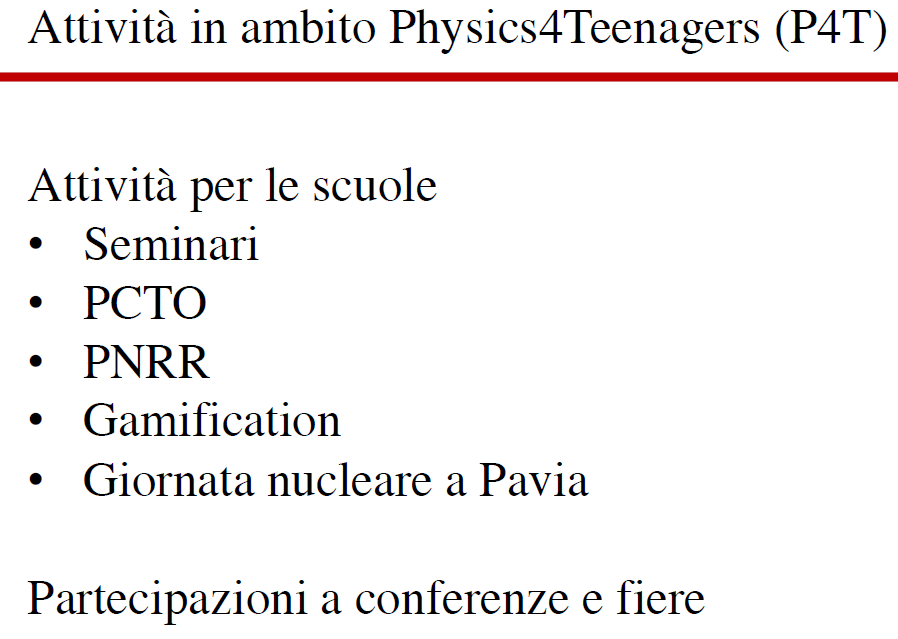 Attività in ambito Physics4Teenagers (P4T)
Attività per le scuole
• Seminari
• PCTO
• PNRR
• Gamification
• Giornata nucleare a Pavia
Partecipazioni a conferenze e fiere